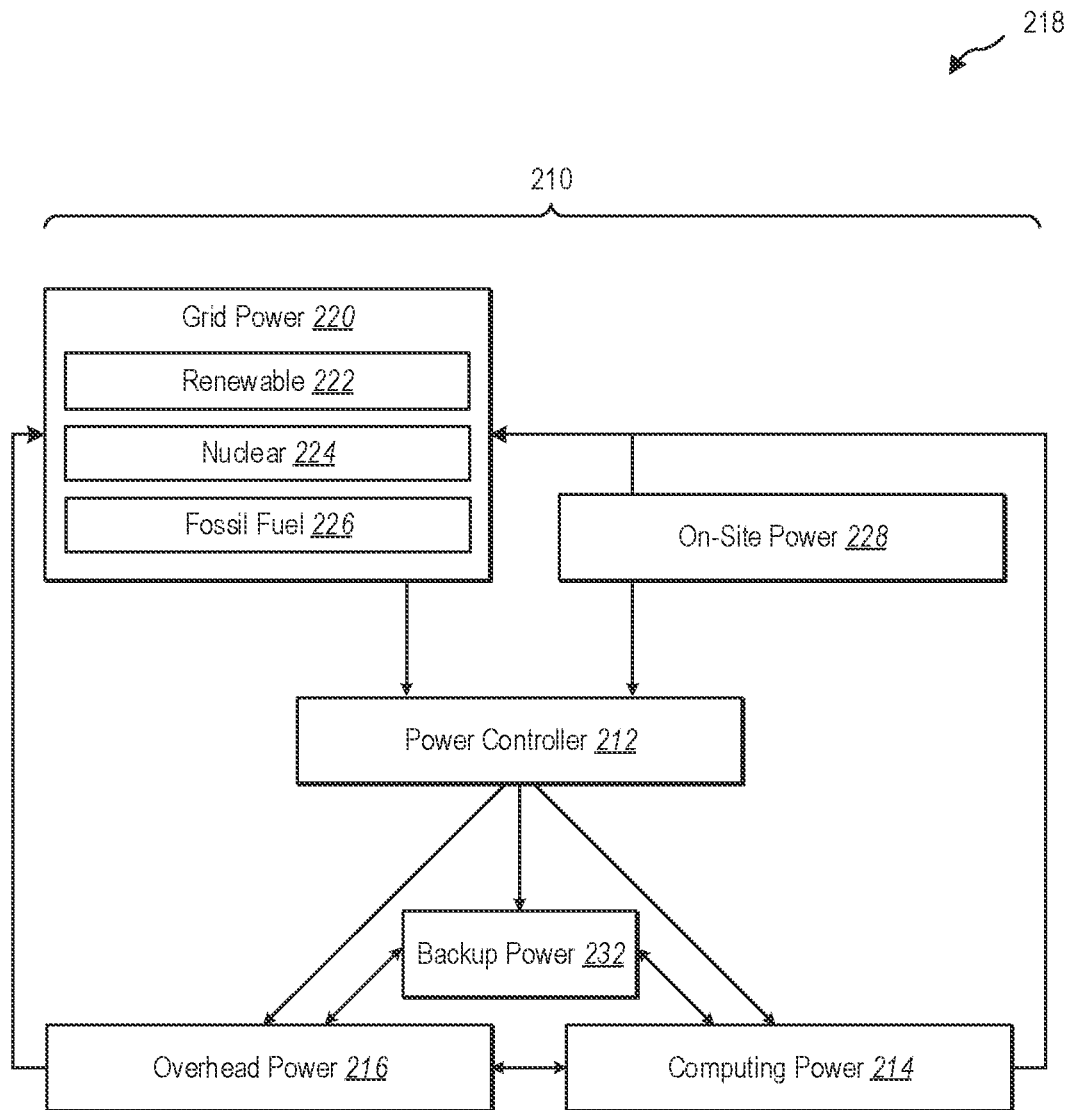 218
210
Grid Power 220
Renewable 222
Nuclear 224
Fossil Fuel 226
On-Site Power 228
Power Controller 212
Backup Power 232
Overhead Power 216
Computing Power 214